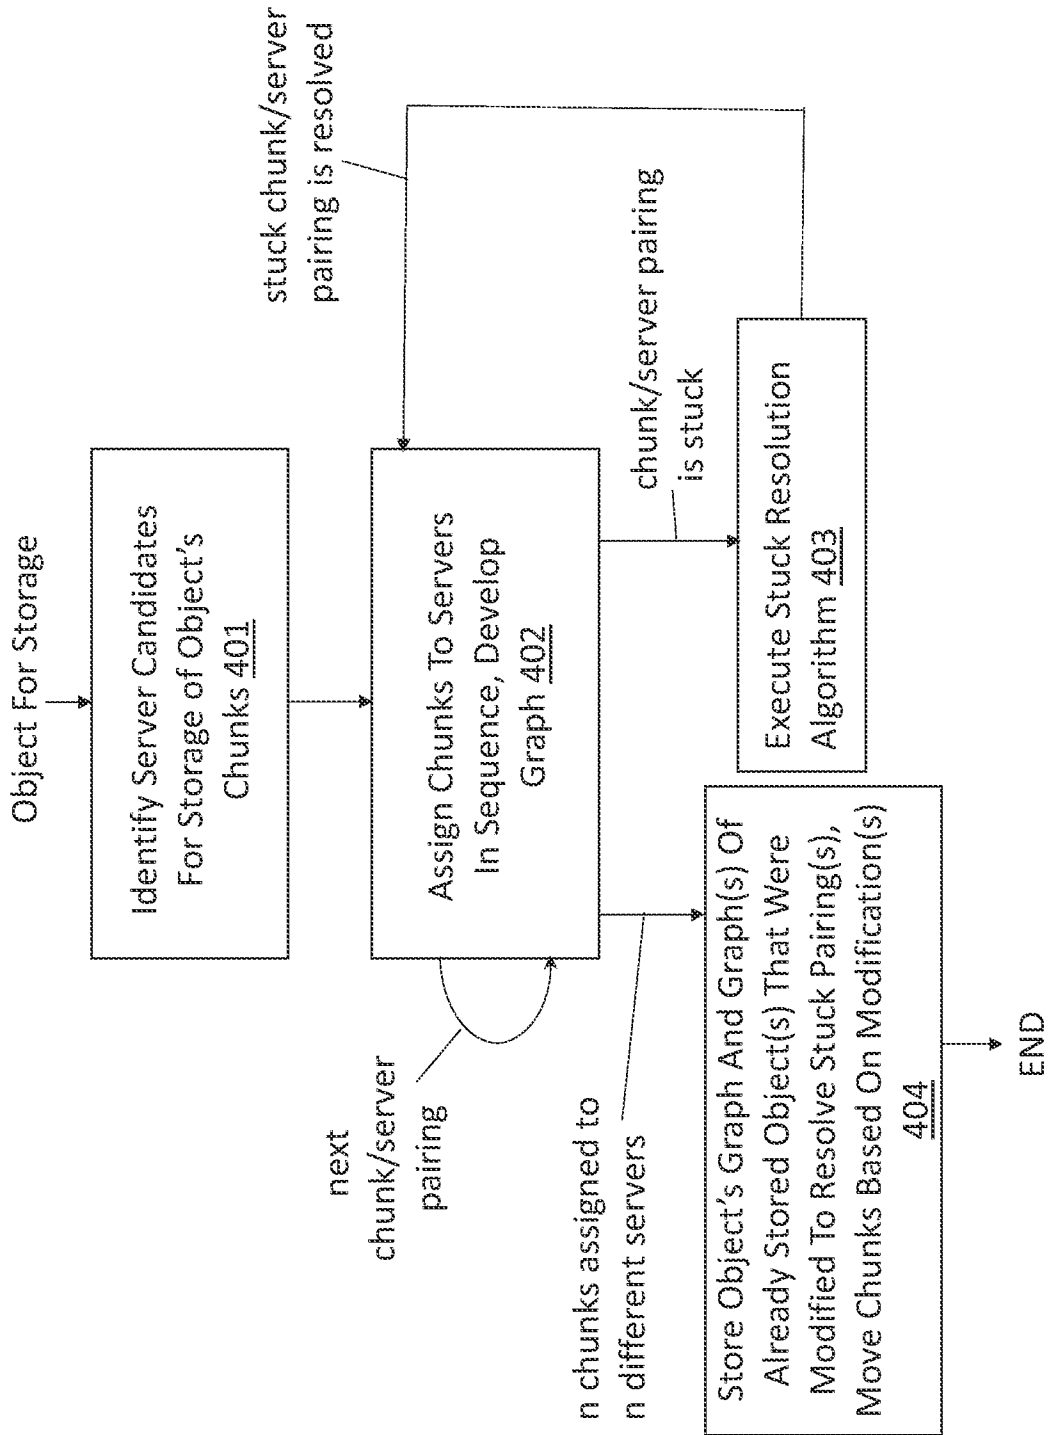 Object For Storage
Identify Server Candidates
For Storage of Object's
Chunks 401
stuck chunk/server
pairing is resolved
next
chunk/server
pairing
Assign Chunks To Servers
In Sequence, Develop
Graph 402
n chunks assigned to
n different servers
chunk/server pairing
is stuck
Store Object's Graph And Graph(s) Of
Already Stored Object(s) That Were
Modified To Resolve Stuck Pairing(s),
Move Chunks Based On Modification(s)
404
Execute Stuck Resolution
Algorithm 403
END